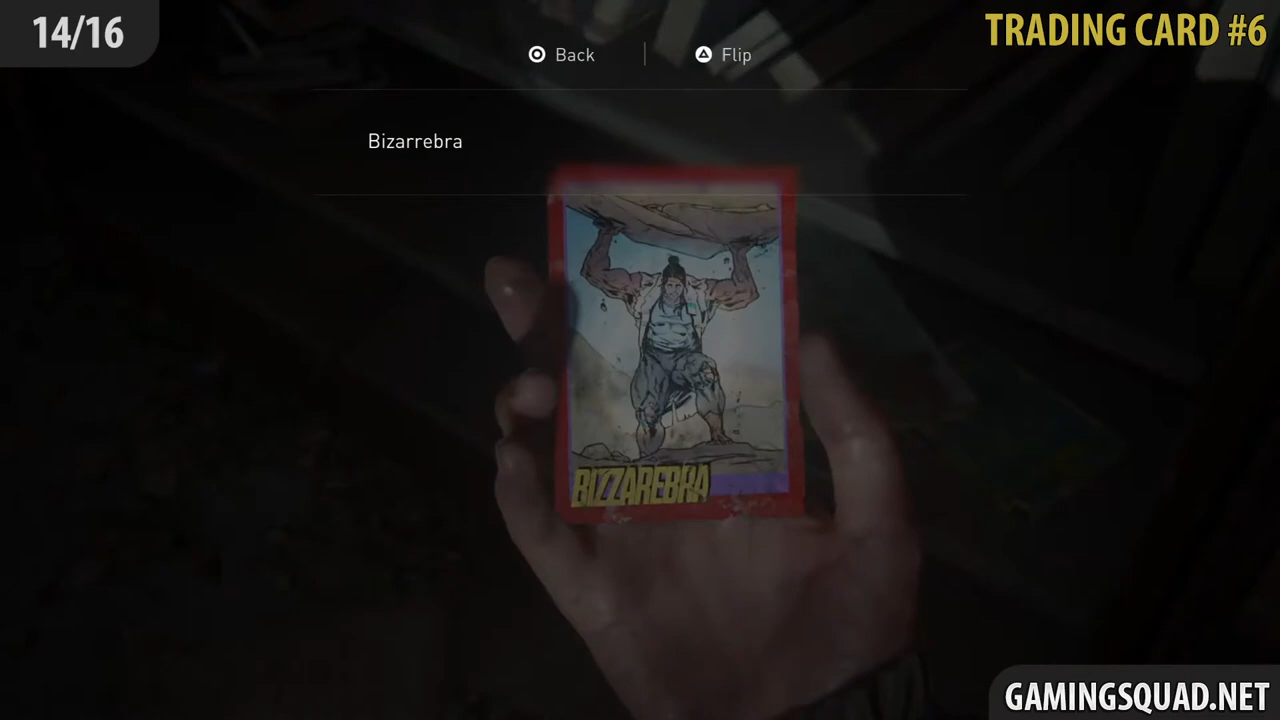 14/16
TRADING CARD #6
Back
Flip
Bizarrebra
BIZZAREBRA
GAMINGSQUAD.NET